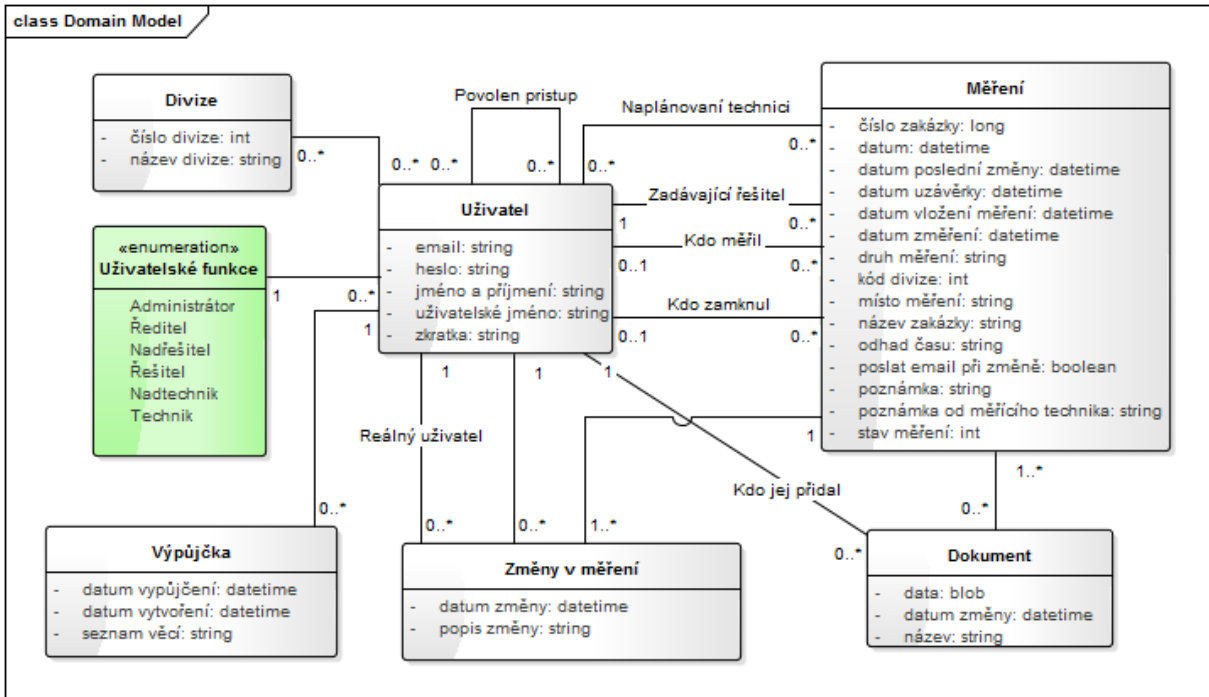 class Domain Model
Divize
- číslo divize: int
- název divize: string
0..*
0..*
Povolen pristup
0..*
0..*
Naplánovaní technici
0..*
0..*
Zadávající řešitel
1
0..*
Kdo měřil
0..1
0..*
Kdo zamknul
0..1
0..*
Měření
- číslo zakázky: long
- datum: datetime
- datum poslední změny: datetime
- datum uzávěrky: datetime
- datum vložení měření: datetime
- datum změření: datetime
- druh měření: string
- kód divize: int
- místo měření: string
- název zakázky: string
- odhad času: string
- poslat email při změně: boolean
- poznámka: string
- poznámka od měřícího technika: string
- stav měření: int
Uživatel
- email: string
- heslo: string
- jméno a příjmení: string
- uživatelské jméno: string
- zkratka: string
«enumeration»
Uživatelské funkce
Administrátor
Ředitel
Nadřešitel
Řešitel
Nadtechnik
Technik
1
0..*
1
0..*
1
1
1
Reálný uživatel
0..*
0..*
1..*
1
Kdo jej přidal
0..*
1..*
0..*
Výpůjčka
- datum vypůjčení: datetime
- datum vytvoření: datetime
- seznam věcí: string
Změny v měření
- datum změny: datetime
- popis změny: string
Dokument
- data: blob
- datum změny: datetime
- název: string